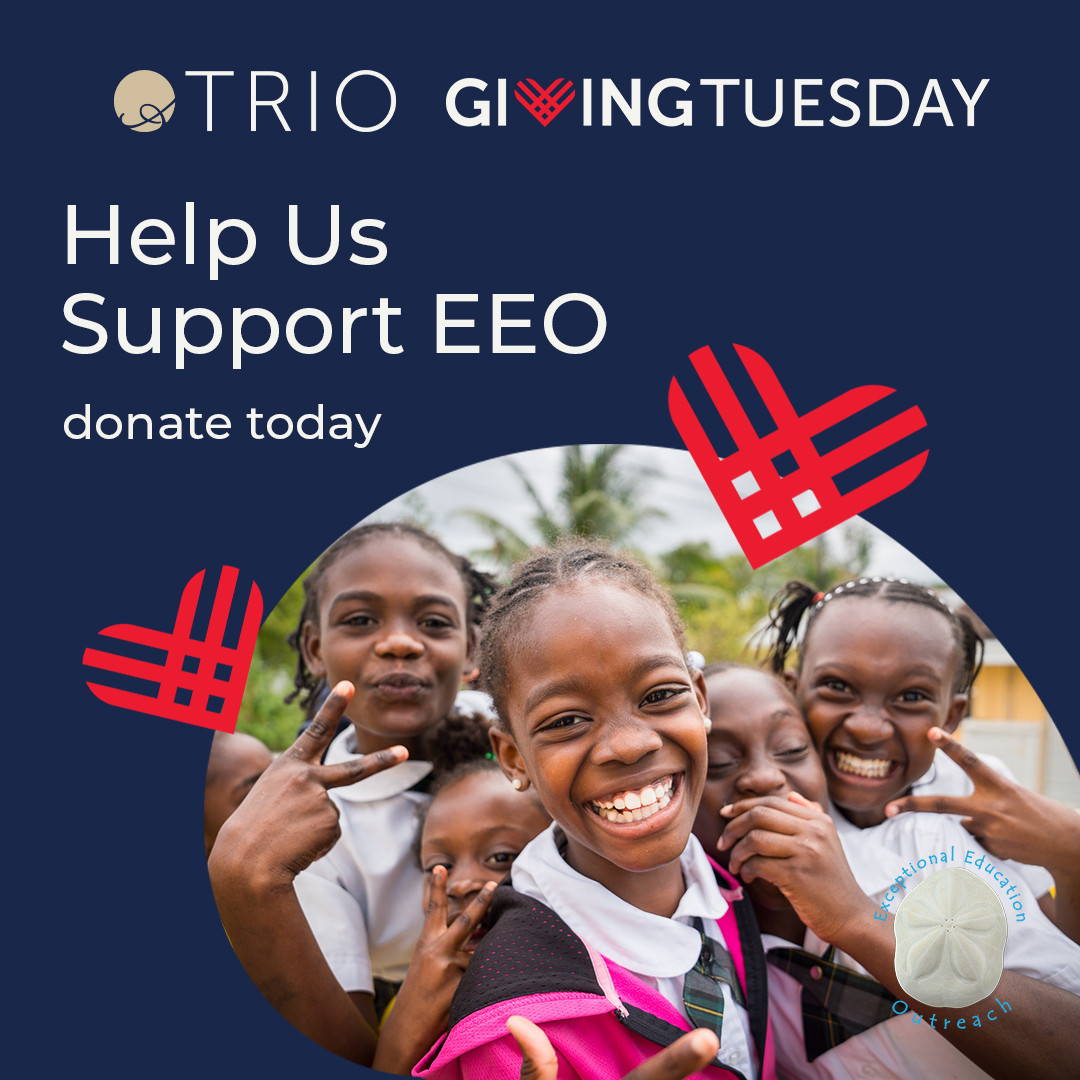 TRIO
GIVINGTUESDAY
Help Us
Support EEO
donate today
Exceptional Education
Outreach